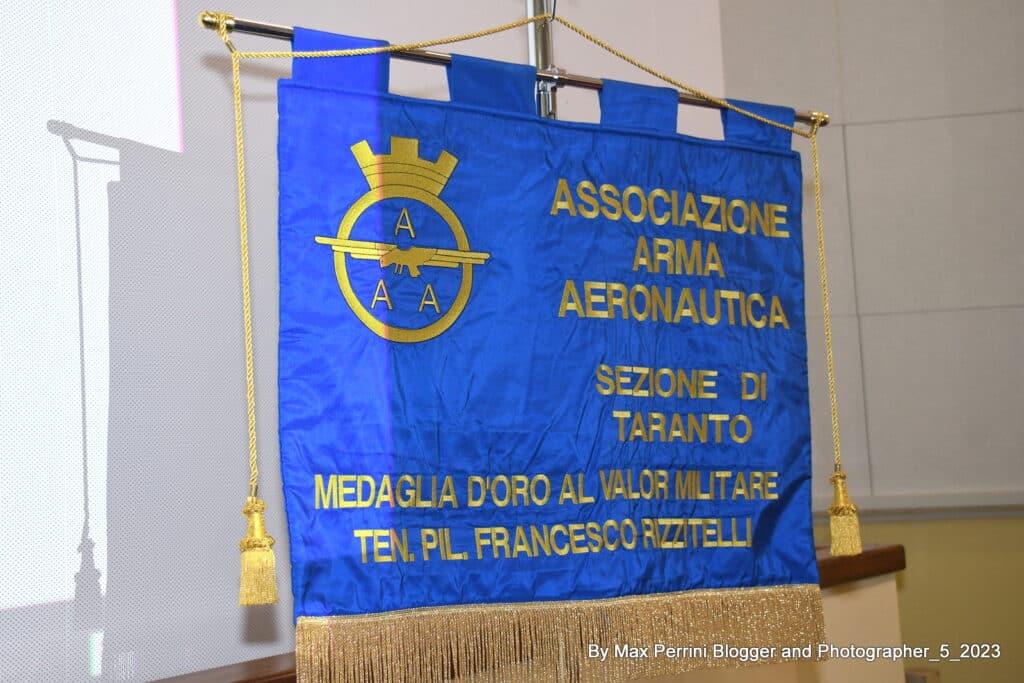 A
A A
ASSOCIAZIONE
ARMA
AERONAUTICA
SEZIONE DI
TARANTO
MEDAGLIA D'ORO AL VALOR MILITARE
TEN. PIL. FRANCESCO RIZZITELLI
By Max Perrini Blogger and Photographer_5_2023